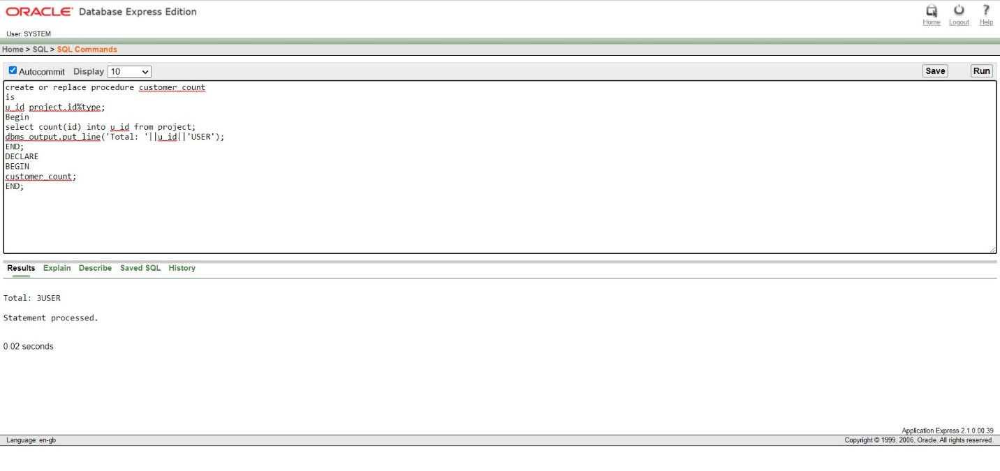 ORACLE Database Express Edition
Home Logout Help
User: SYSTEM
Home > SQL > SQL Commands
Autocommit Display 10 Save Run
create or replace procedure customer_count
is
u_id project.id%type;
Begin
select count(id) into u_id from project;
dbms_output.put_line('Total: '||u_id||'USER');
END;
DECLARE
BEGIN
customer_count;
END;
Results Explain Describe Saved SQL History
Total: 3USER
Statement processed.
0.02 seconds
Application Express 2.1.0.00.39
Language: en-gb Copyright © 1999, 2006, Oracle. All rights reserved.